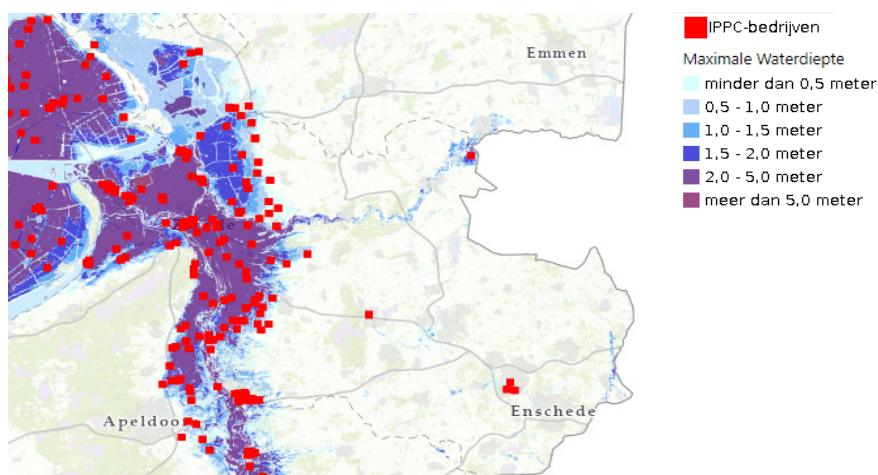 IPPC-bedrijven
Emmen
Maximale Waterdiepte
minder dan 0,5 meter
0,5 - 1,0 meter
1,0 - 1,5 meter
1,5 - 2,0 meter
2,0 - 5,0 meter
meer dan 5,0 meter
Enschede